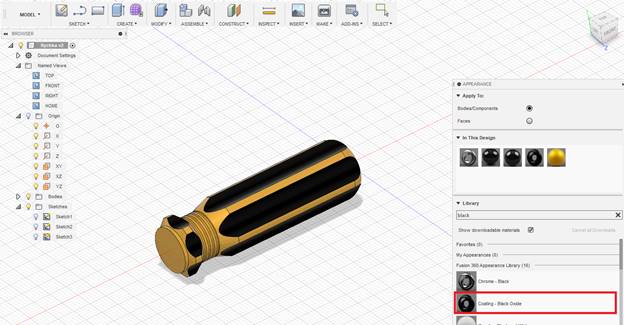 MODEL
SKETCH
CREATE
MODIFY
ASSEMBLE
CONSTRUCT
INSPECT
INSERT
MAKE
ADD-INS
SELECT
BROWSER
Document Settings
Named Views
TOP
FRONT
RIGHT
HOME
Origin
O
X
Y
Z
XY
XZ
YZ
Bodies
Sketches
Sketch1
Sketch2
Sketch3
FRONT
APPEARANCE
Apply To:
Bodies/Components
Faces
In This Design
Library
black
Show downloadable materials
Cancel all Downloads
Favorites (0)
My Appearances (0)
Fusion 360 Appearance Library (16)
Chrome - Black
Coating - Black Oxide